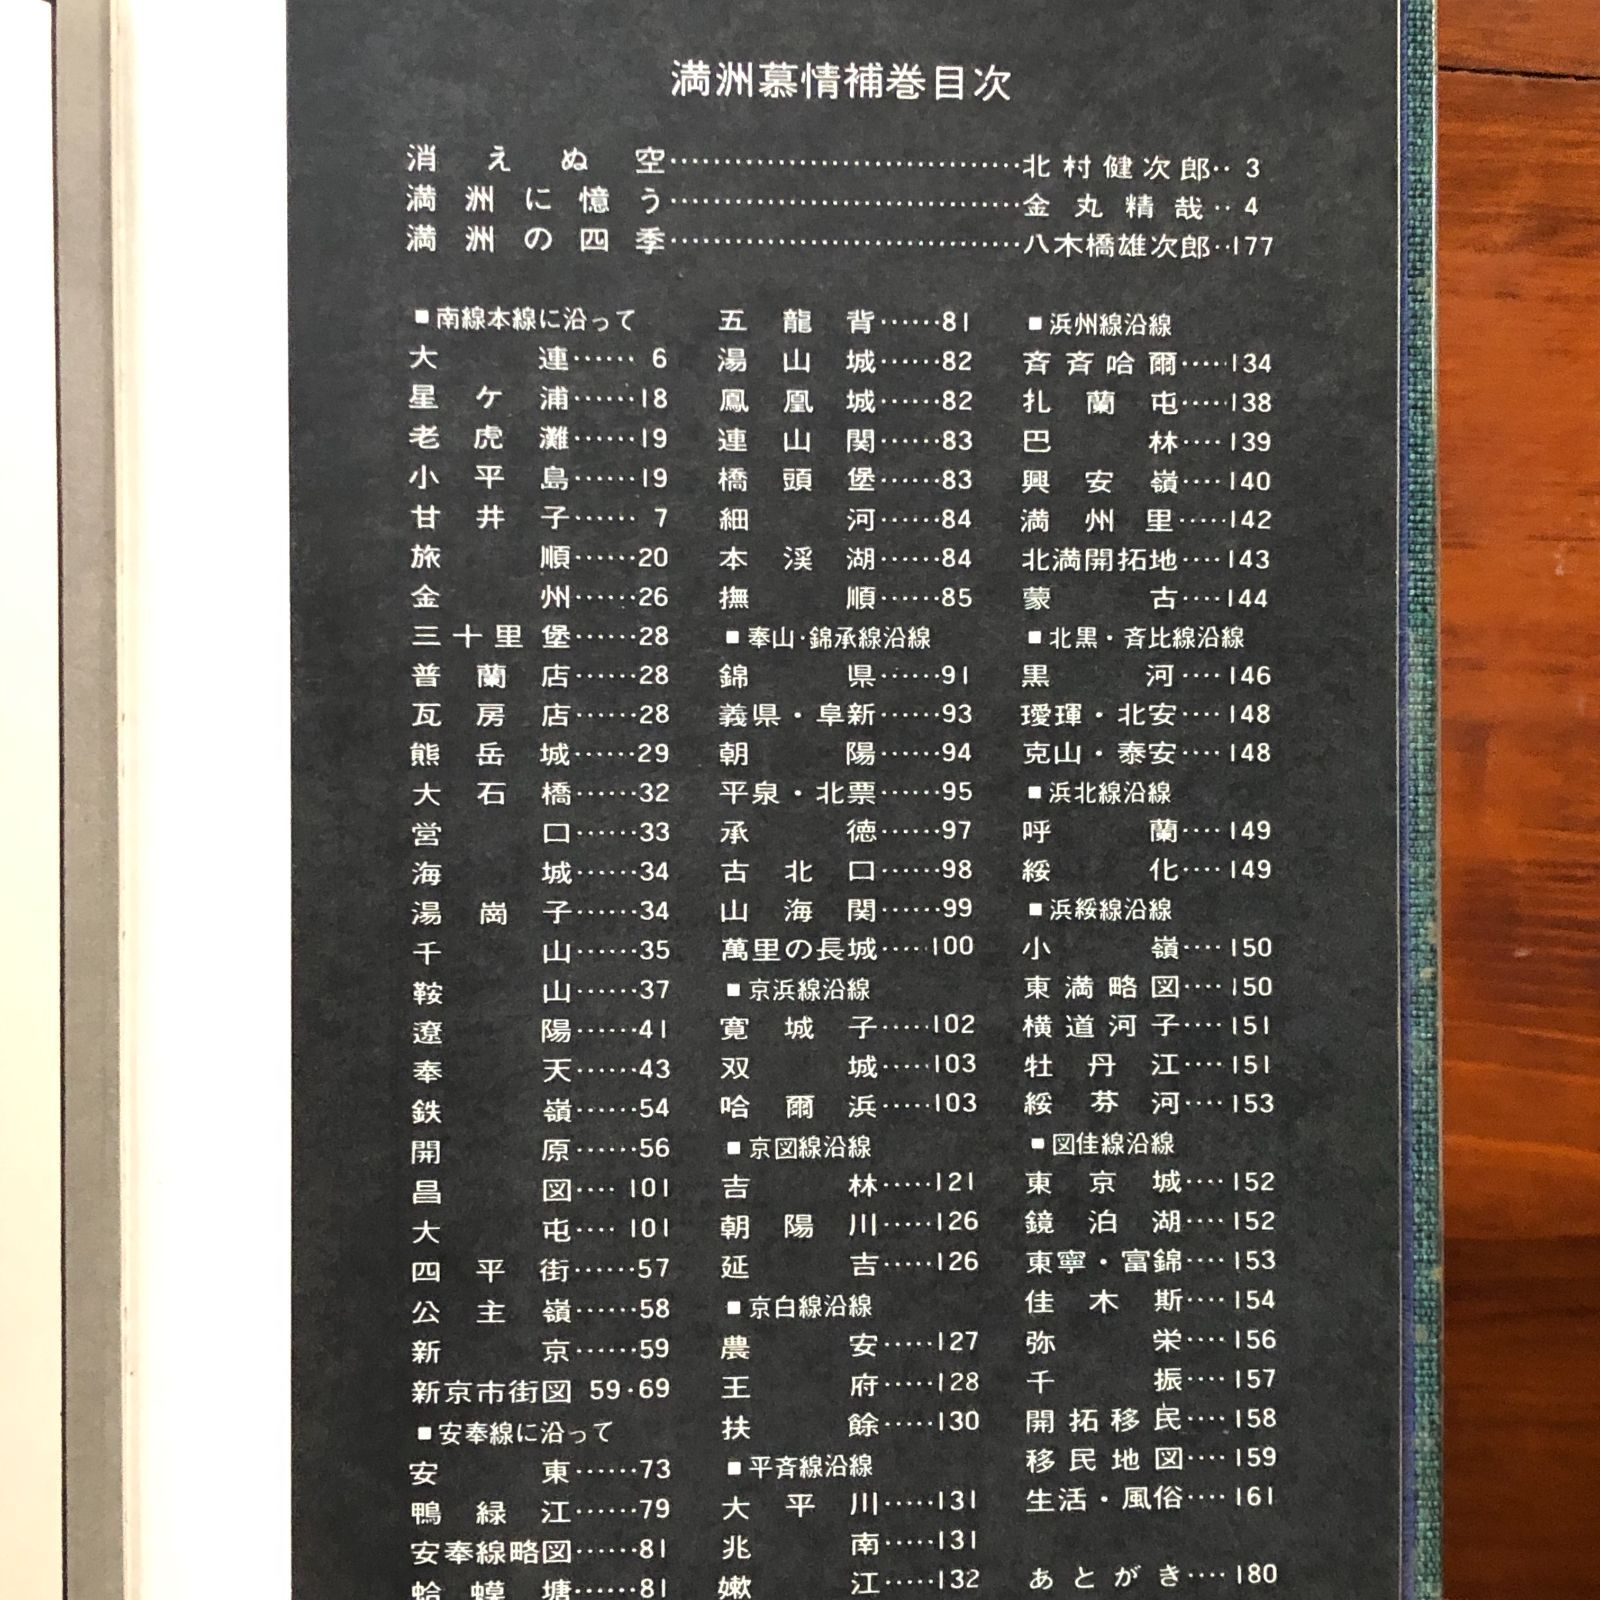 満洲慕情補巻目次
消えぬ空……………………………北村健次郎‥3
満洲に憶う……………………………金丸精哉‥4
満洲の四季……………………………八木橋雄次郎‥177
■南線本線に沿って
大連……6
星ケ浦……18
老虎灘……19
小平島……19
甘井子……7
旅順……20
金州……26
三十里堡……28
普蘭店……28
瓦房店……28
熊岳城……29
大石橋……32
営口……33
海城……34
湯崗子……34
千山……35
鞍山……37
遼陽……41
奉天……43
鉄嶺……54
開原……56
昌図…‥101
大屯…‥101
四平街……57
公主嶺……58
新京……59
新京市街図 59・69
■安奉線に沿って
安東……73
鴨緑江……79
安奉線略図……81
蛤蟆塘……81
五龍背……81
湯山城……82
鳳凰城……82
連山関……83
橋頭堡……83
細河……84
本渓湖……84
撫順……85
■奉山・錦承線沿線
錦県……91
義県・阜新……93
朝陽……94
平泉・北票……95
承徳……97
古北口……98
山海関……99
萬里の長城……100
■京浜線沿線
寛城子……102
双城……103
哈爾浜……103
■京図線沿線
吉林……121
朝陽川……126
延吉……126
■京白線沿線
農安……127
王府……128
扶餘……130
■平斉線沿線
大平川……131
兆南……131
嫩江……132
■浜州線沿線
斉斉哈爾……134
扎蘭屯……138
巴林…‥139
興安嶺…‥140
満州里……142
北満開拓地…‥143
蒙古…‥144
■北黒・斉比線沿線
黒河…‥146
璦琿・北安…‥148
克山・泰安…‥148
■浜北線沿線
呼蘭…‥149
綏化…‥149
■浜綏線沿線
小嶺…‥150
東満略図…‥150
横道河子…‥151
牡丹江…‥151
綏芬河…‥153
■図佳線沿線
東京城…‥152
鏡泊湖…‥152
東寧・富錦…‥153
佳木斯…‥154
弥栄…‥156
千振…‥157
開拓移民…‥158
移民地図…‥159
生活・風俗…‥161
あとがき…‥180